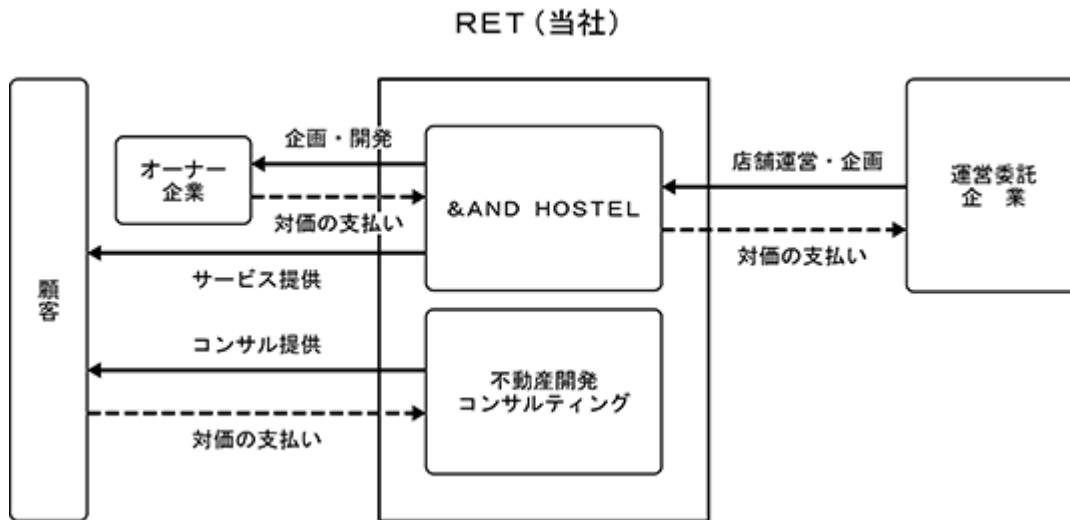 RET（当社）
企画・開発
オーナー
企業
対価の支払い
&AND HOSTEL
店舗運営・企画
運営委託
企　業
対価の支払い
サービス提供
顧客
コンサル提供
不動産開発
コンサルティング
対価の支払い